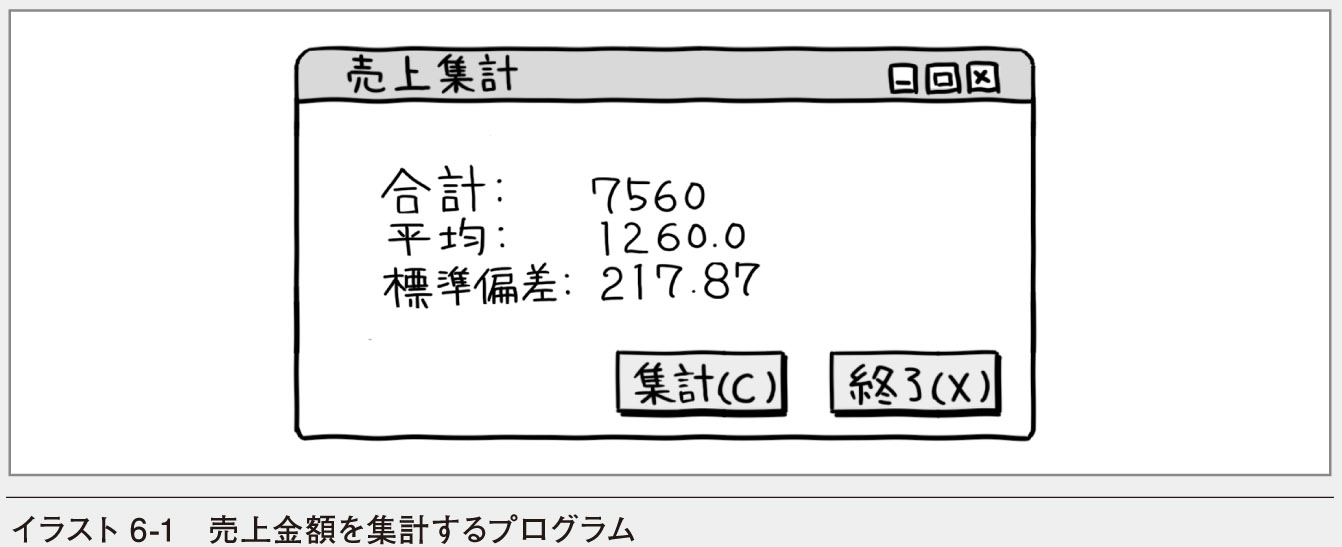 売上集計
合計: 7560
平均: 1260.0
標準偏差: 217.87
集計(C) 終了(X)
イラスト 6-1 売上金額を集計するプログラム